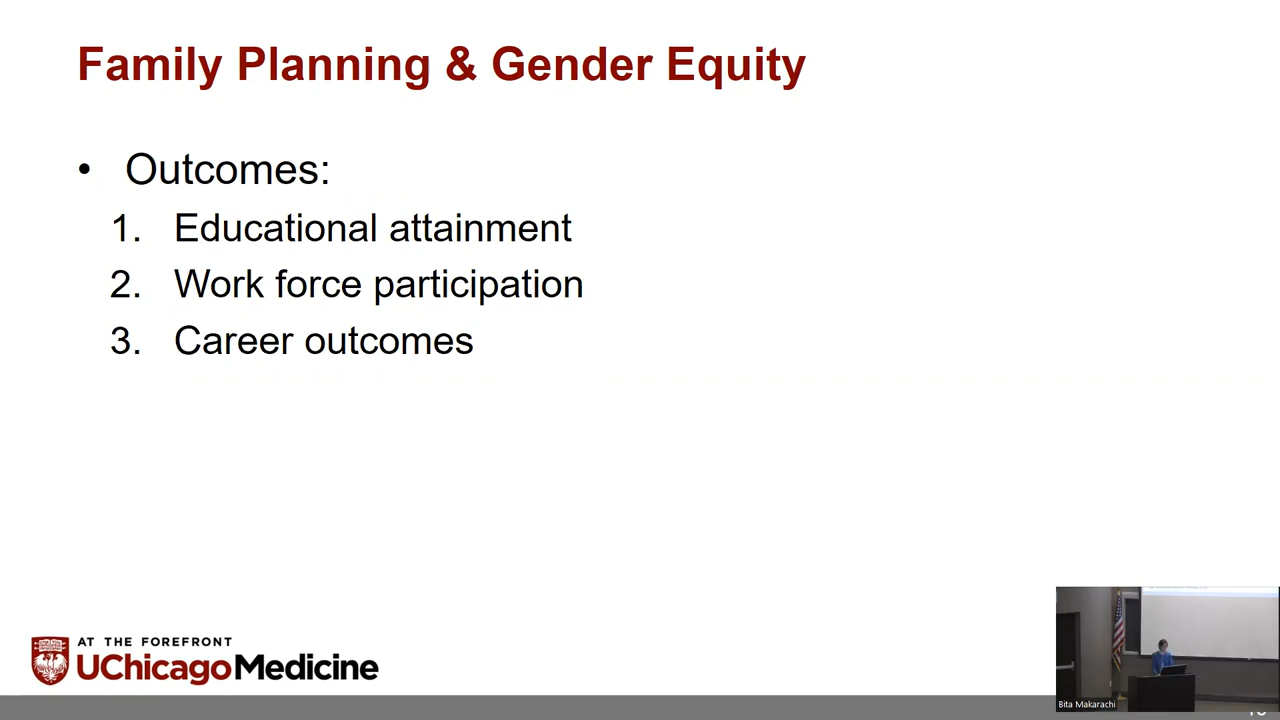 Family Planning & Gender Equity
• Outcomes:
1. Educational attainment
2. Work force participation
3. Career outcomes
AT THE FOREFRONT
UChicagoMedicine
Bita Makarachi